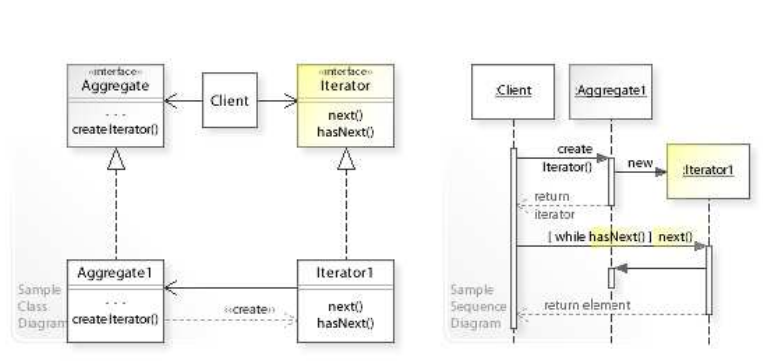 «interface»
Aggregate
. . .
createIterator()
Client
«interface»
Iterator
next()
hasNext()
Aggregate1
. . .
createIterator()
Iterator1
next()
hasNext()
«create»
Sample
Class
Diagram
:Client
:Aggregate1
create
Iterator()
new
:Iterator1
return
iterator
[ while hasNext() ] next()
return element
Sample
Sequence
Diagram